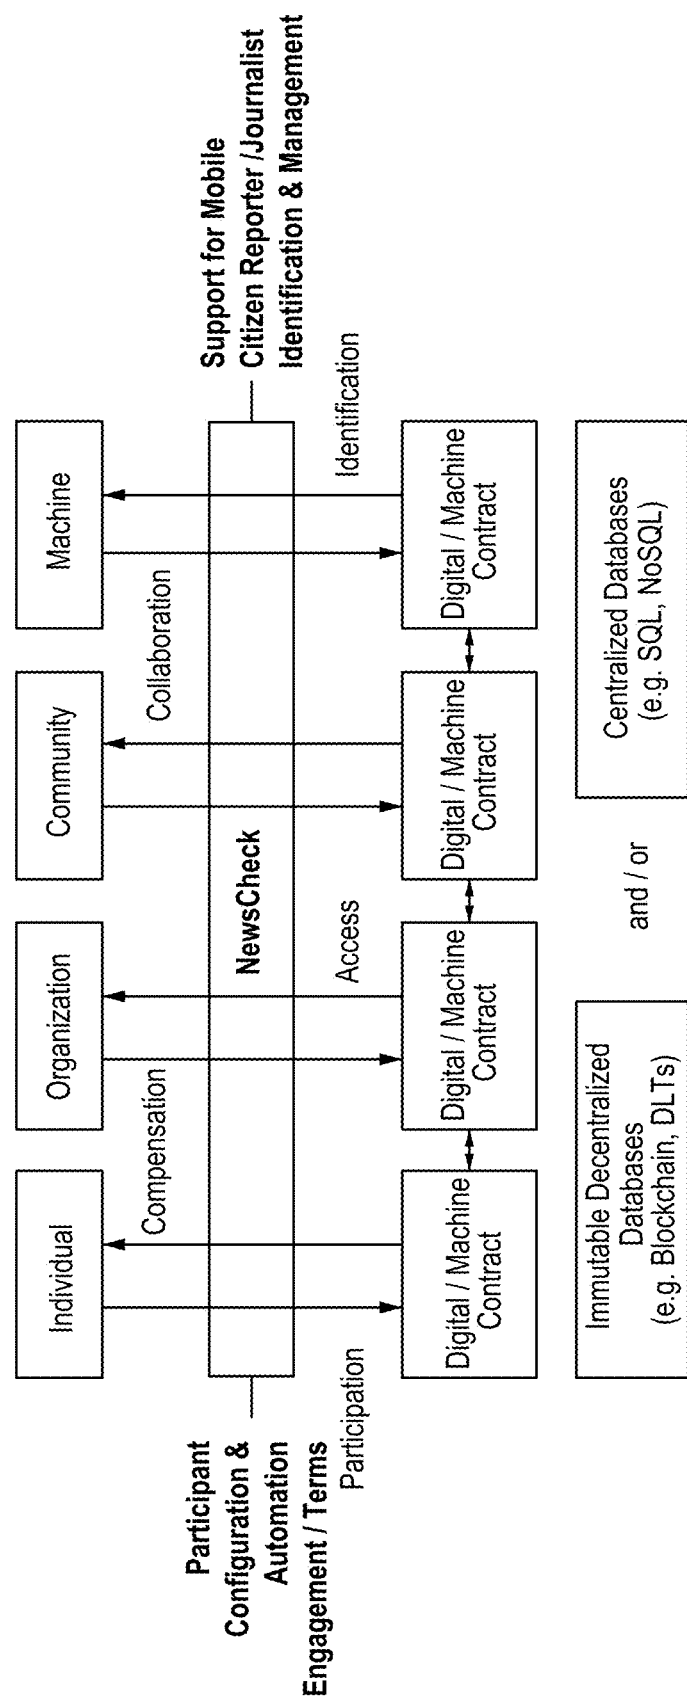 Individual
Organization
Community
Machine
Compensation
Collaboration
Participant
Configuration &
Automation
Engagement / Terms
NewsCheck
Support for Mobile
Citizen Reporter /Journalist
Identification & Management
Participation
Access
Identification
Digital / Machine
Contract
Digital / Machine
Contract
Digital / Machine
Contract
Digital / Machine
Contract
Immutable Decentralized
Databases
(e.g. Blockchain, DLTs)
and / or
Centralized Databases
(e.g. SQL, NoSQL)